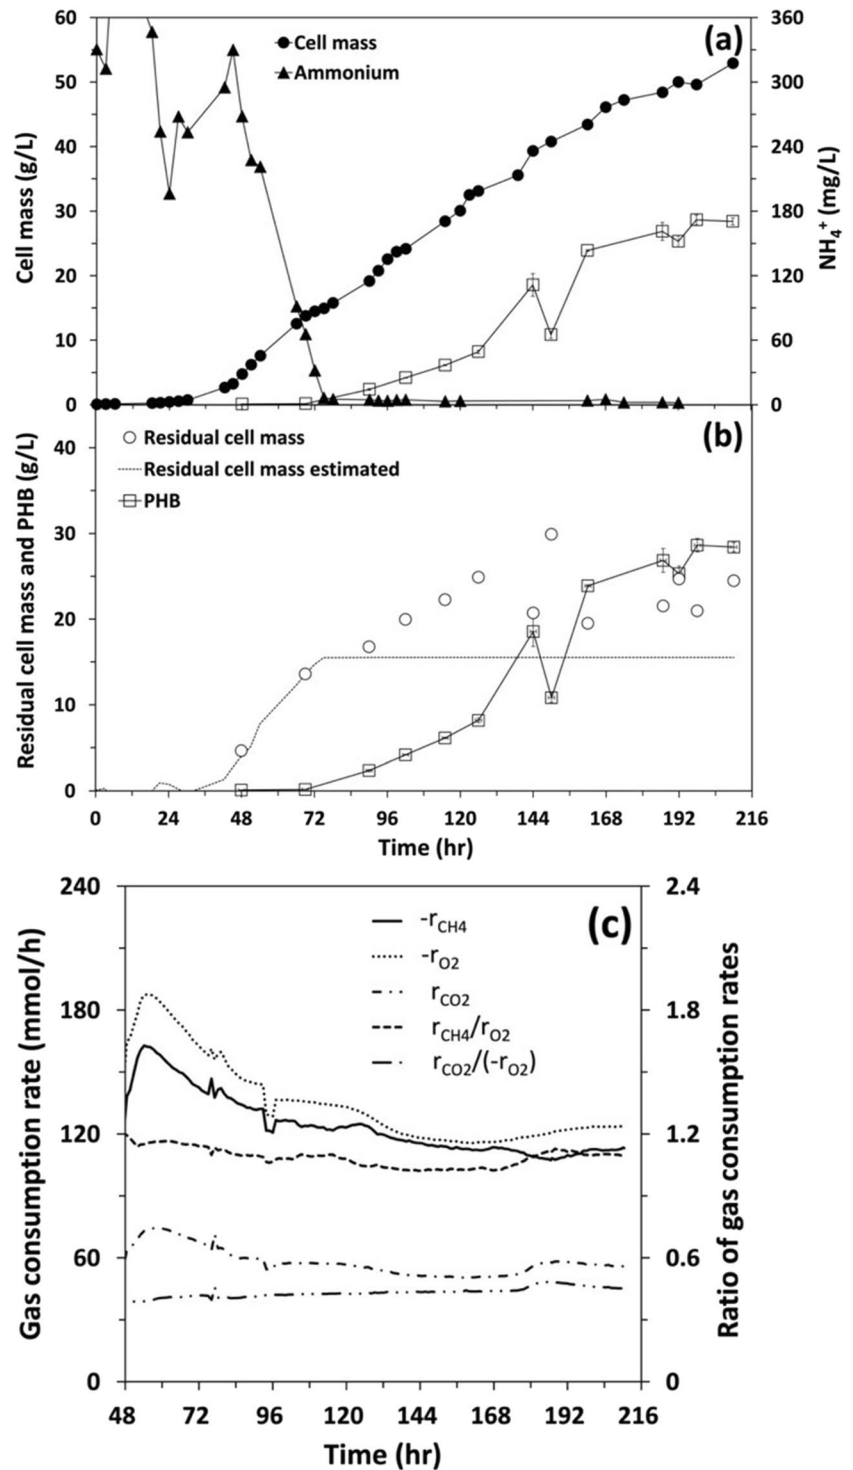 60 360
(a)
Cell mass
Ammonium
50 300
40 240
30 180
20 120
10 60
0 0
Cell mass (g/L)
NH₄⁺ (mg/L)
(b)
Residual cell mass
Residual cell mass estimated
PHB
40
30
20
10
0
Residual cell mass and PHB (g/L)
0 24 48 72 96 120 144 168 192 216
Time (hr)
(c)
240 2.4
-rCH4
-rO2
rCO2
rCH4/rO2
rCO2/(-rO2)
180 1.8
120 1.2
60 0.6
0 0
Gas consumption rate (mmol/h)
Ratio of gas consumption rates
48 72 96 120 144 168 192 216
Time (hr)